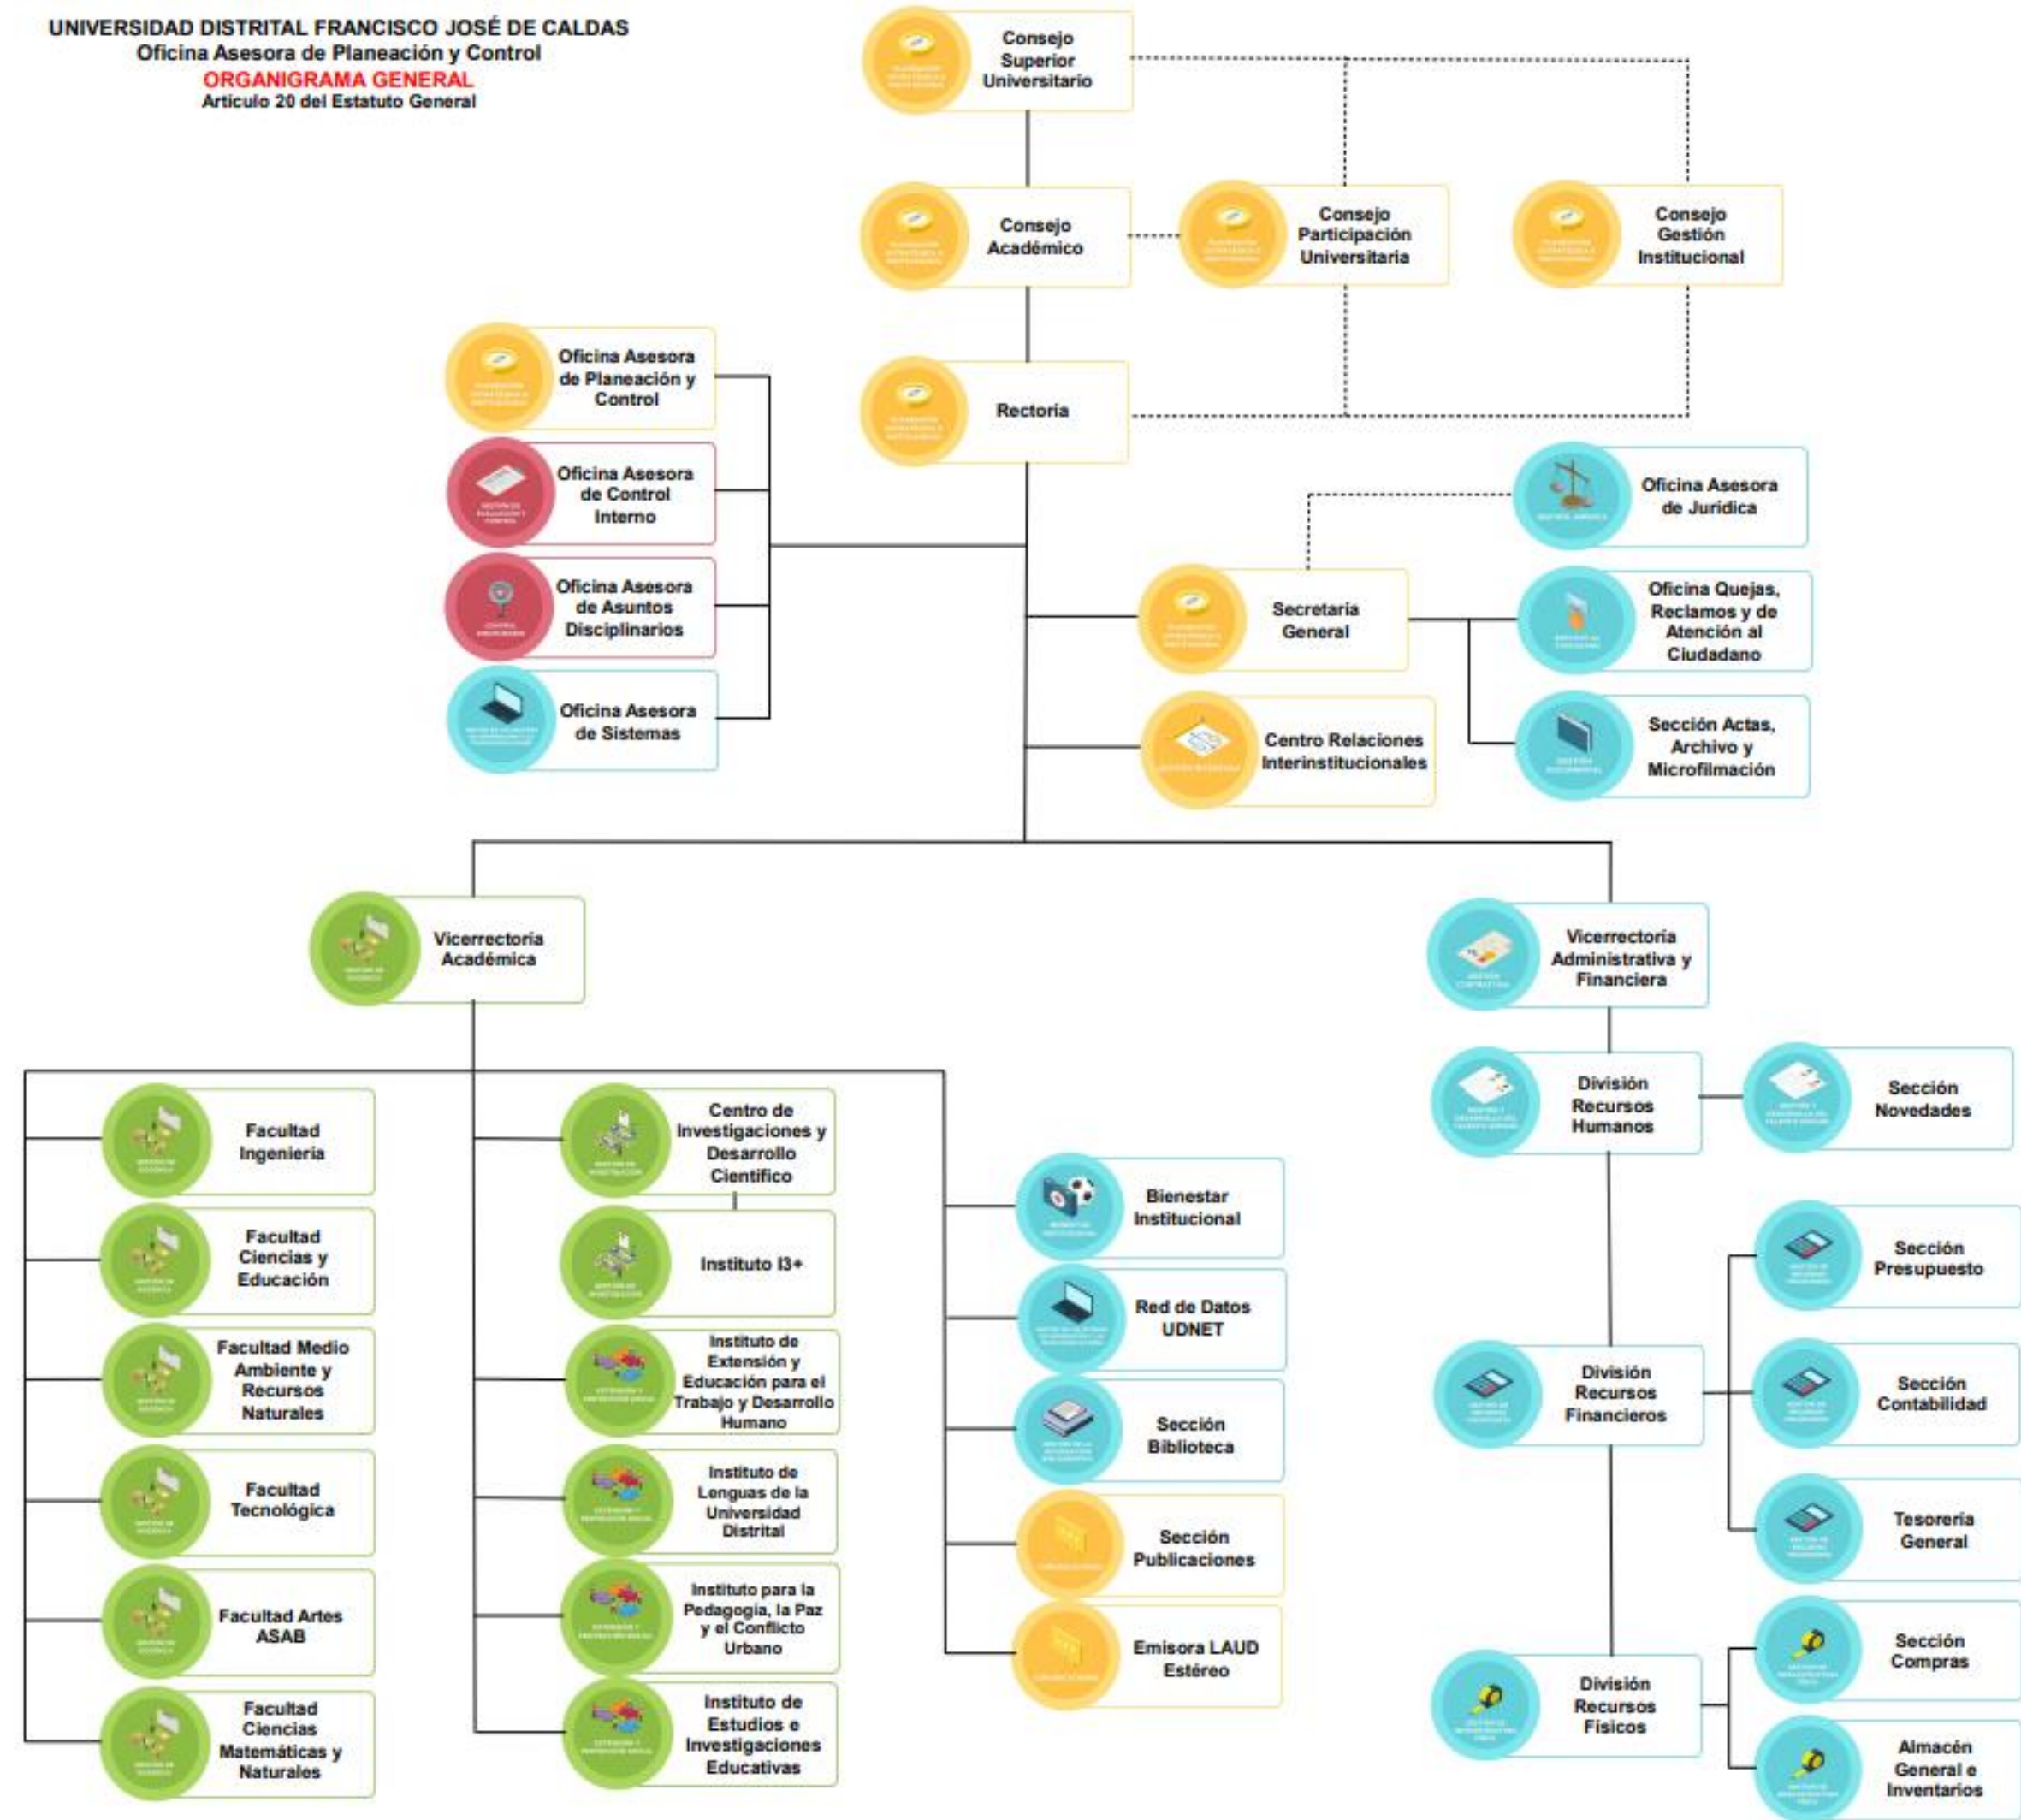 UNIVERSIDAD DISTRITAL FRANCISCO JOSÉ DE CALDAS
Oficina Asesora de Planeación y Control
ORGANIGRAMA GENERAL
Artículo 20 del Estatuto General
Consejo
Superior
Universitario
Consejo
Académico
Consejo
Participación
Universitaria
Consejo
Gestión
Institucional
Rectoría
Oficina Asesora
de Planeación y
Control
Oficina Asesora
de Control
Interno
Oficina Asesora
de Asuntos
Disciplinarios
Oficina Asesora
de Sistemas
Oficina Asesora
de Jurídica
Secretaria
General
Oficina Quejas,
Reclamos y de
Atención al
Ciudadano
Centro Relaciones
Interinstitucionales
Sección Actas,
Archivo y
Microfilmación
Vicerrectoría
Académica
Vicerrectoría
Administrativa y
Financiera
Facultad
Ingeniería
Facultad
Ciencias y
Educación
Facultad Medio
Ambiente y
Recursos
Naturales
Facultad
Tecnológica
Facultad Artes
ASAB
Facultad
Ciencias
Matemáticas y
Naturales
Centro de
Investigaciones y
Desarrollo
Científico
Instituto I3+
Instituto de
Extensión y
Educación para el
Trabajo y Desarrollo
Humano
Instituto de
Lenguas de la
Universidad
Distrital
Instituto para la
Pedagogía, la Paz
y el Conflicto
Urbano
Instituto de
Estudios e
Investigaciones
Educativas
Bienestar
Institucional
Red de Datos
UDNET
Sección
Biblioteca
Sección
Publicaciones
Emisora LAUD
Estéreo
División
Recursos
Humanos
Sección
Novedades
División
Recursos
Financieros
Sección
Presupuesto
Sección
Contabilidad
Tesorería
General
División
Recursos
Físicos
Sección
Compras
Almacén
General e
Inventarios